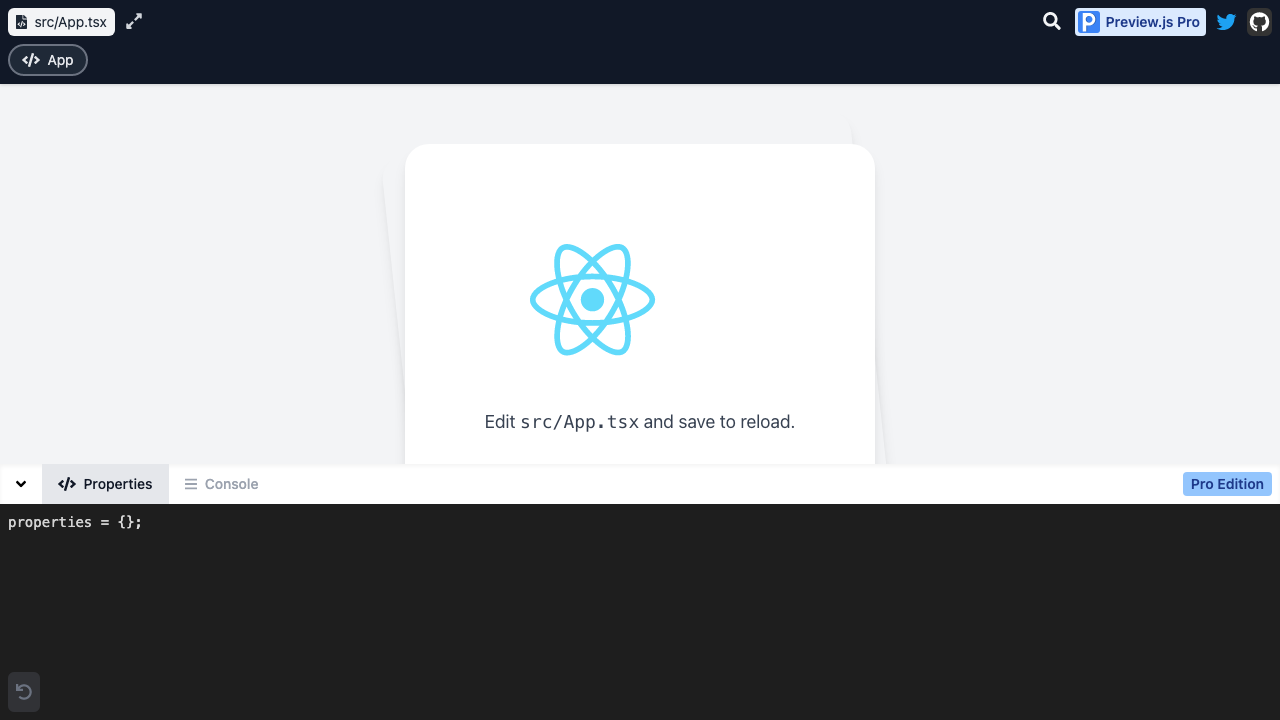 src/App.tsx
Preview.js Pro
App
Edit src/App.tsx and save to reload.
Properties
Console
Pro Edition
properties = {};